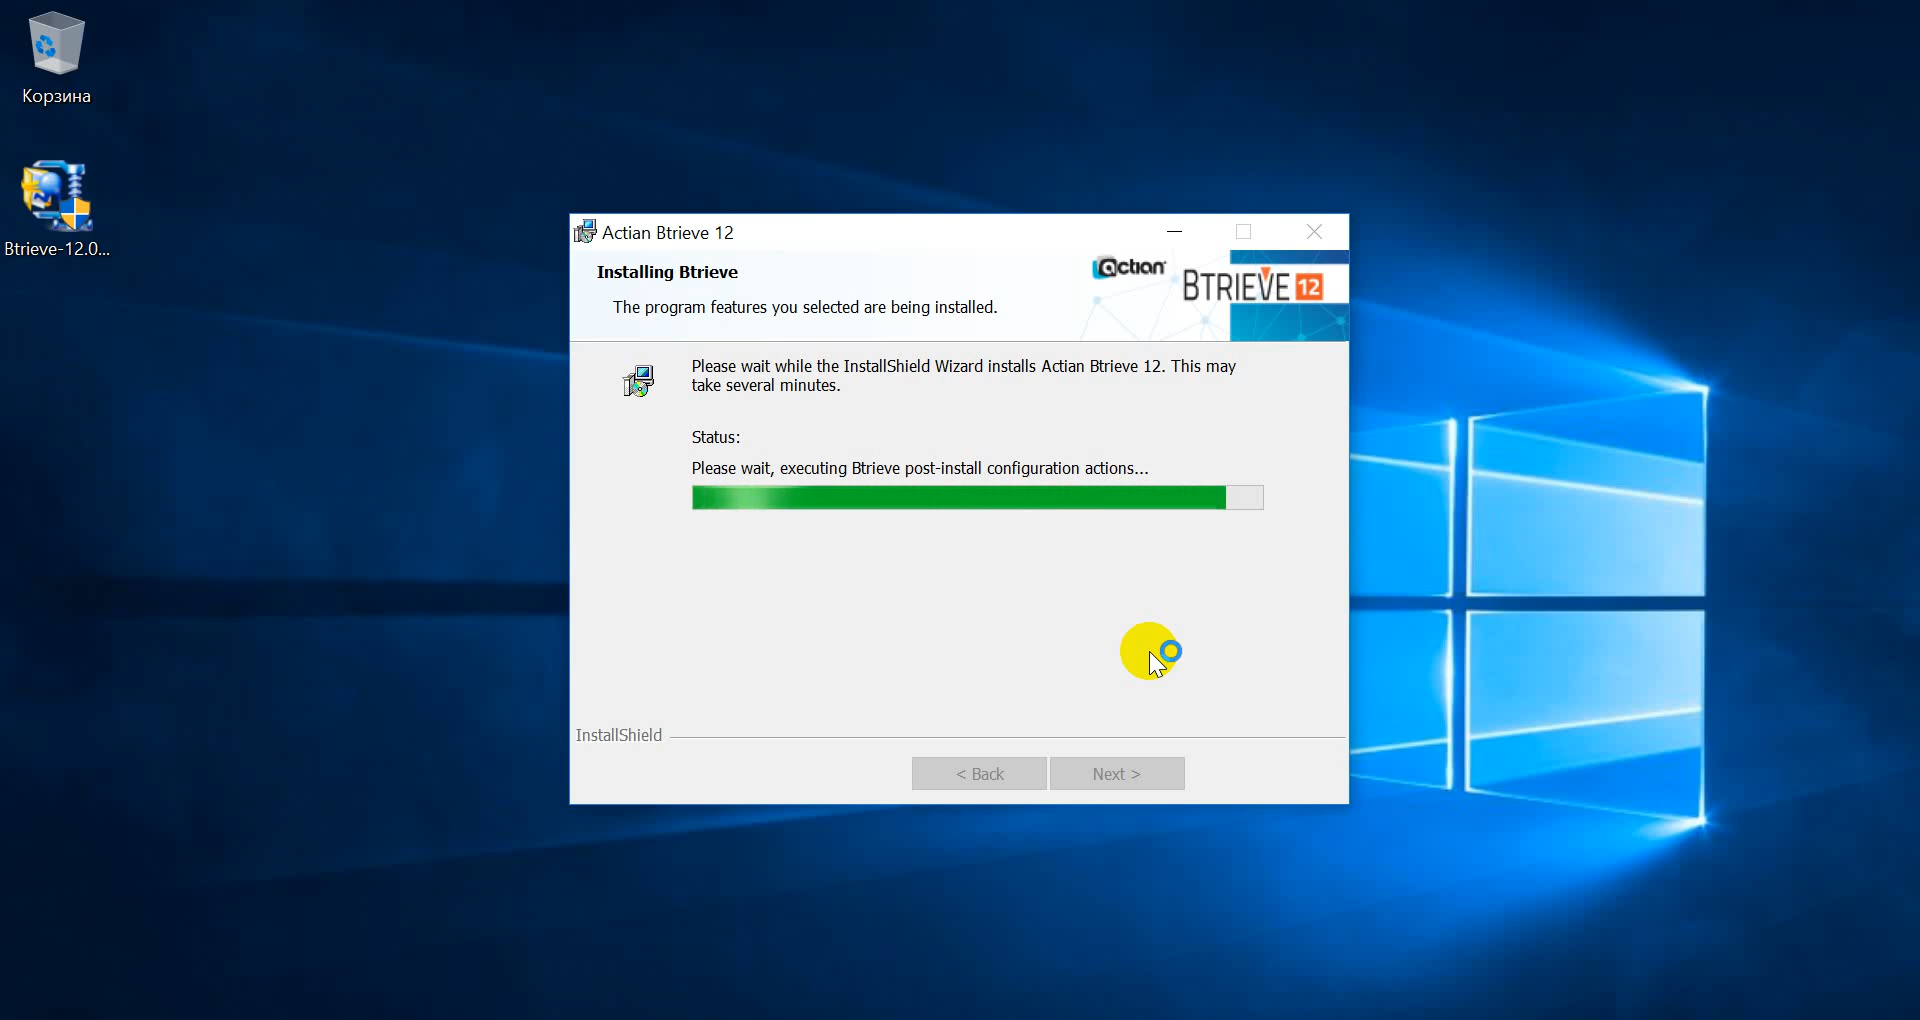 Корзина
Btrieve-12.0...
Actian Btrieve 12
Installing Btrieve
The program features you selected are being installed.
actian
BTRIEVE 12
Please wait while the InstallShield Wizard installs Actian Btrieve 12. This may
take several minutes.
Status:
Please wait, executing Btrieve post-install configuration actions...
InstallShield
< Back
Next >